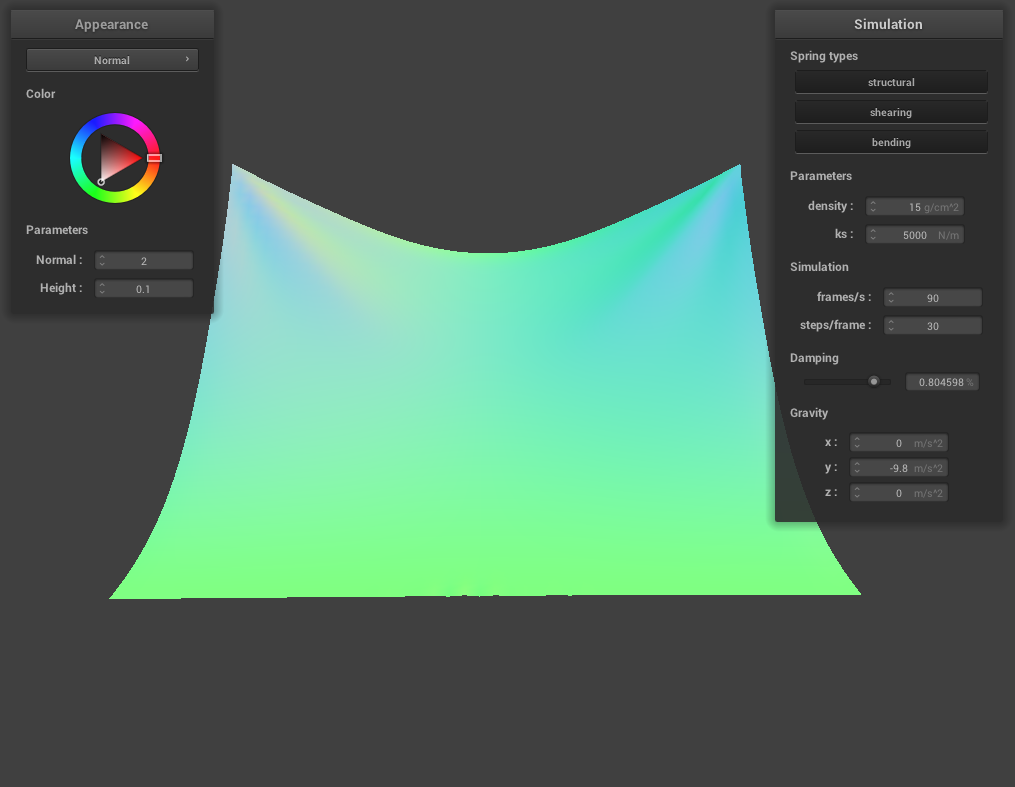 Appearance
Normal ›
Color
Parameters
Normal : 2
Height : 0.1
Simulation
Spring types
structural
shearing
bending
Parameters
density : 15 g/cm^2
ks : 5000 N/m
Simulation
frames/s : 90
steps/frame : 30
Damping
0.804598 %
Gravity
x : 0 m/s^2
y : -9.8 m/s^2
z : 0 m/s^2